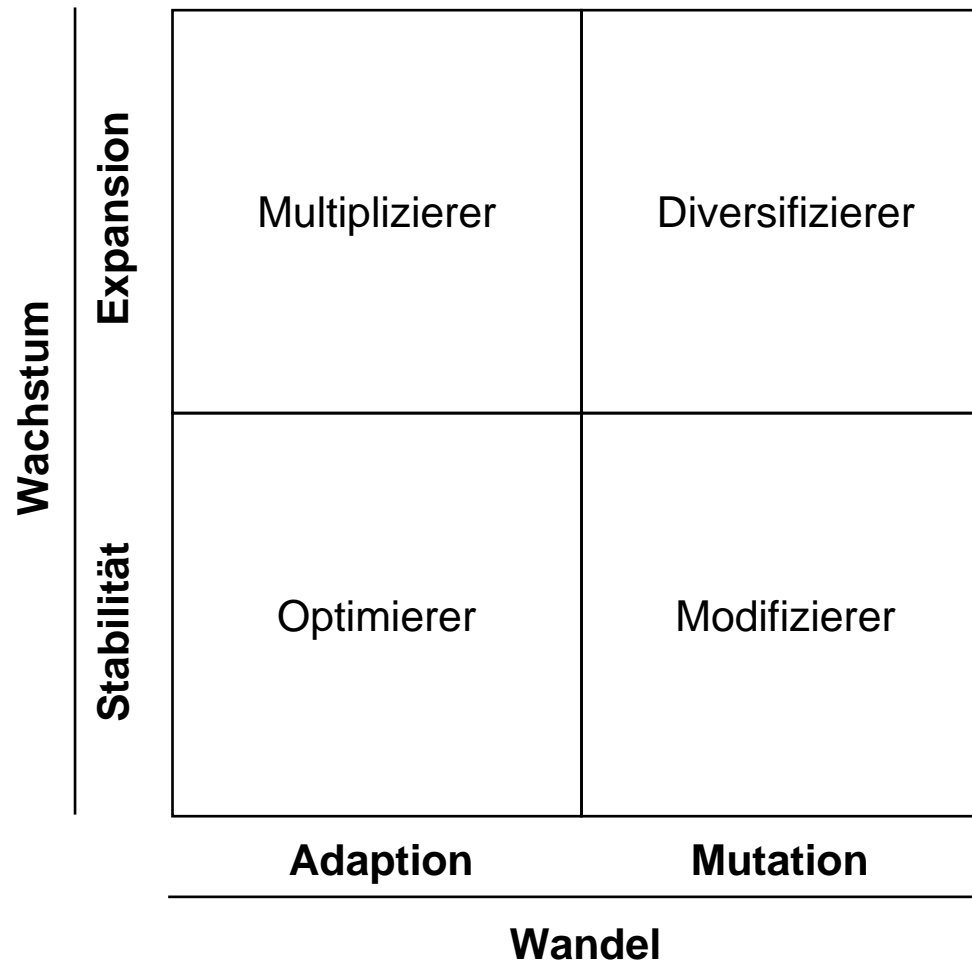 Wachstum
Expansion
Multiplizierer
Diversifizierer
Stabilität
Optimierer
Modifizierer
Adaption
Mutation
Wandel